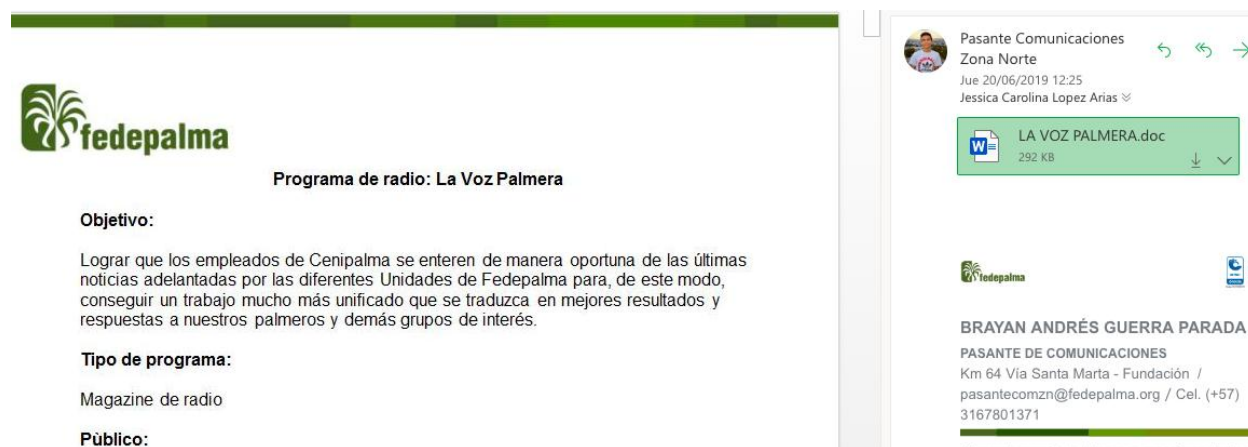 fedepalma
Programa de radio: La Voz Palmera
Objetivo:
Lograr que los empleados de Cenipalma se enteren de manera oportuna de las últimas
noticias adelantadas por las diferentes Unidades de Fedepalma para, de este modo,
conseguir un trabajo mucho más unificado que se traduzca en mejores resultados y
respuestas a nuestros palmeros y demás grupos de interés.
Tipo de programa:
Magazine de radio
Pùblico:
Pasante Comunicaciones
Zona Norte
Jue 20/06/2019 12:25
Jessica Carolina Lopez Arias
LA VOZ PALMERA.doc
292 KB
fedepalma
BRAYAN ANDRÉS GUERRA PARADA
PASANTE DE COMUNICACIONES
Km 64 Vía Santa Marta - Fundación /
pasantecomzn@fedepalma.org / Cel. (+57)
3167801371